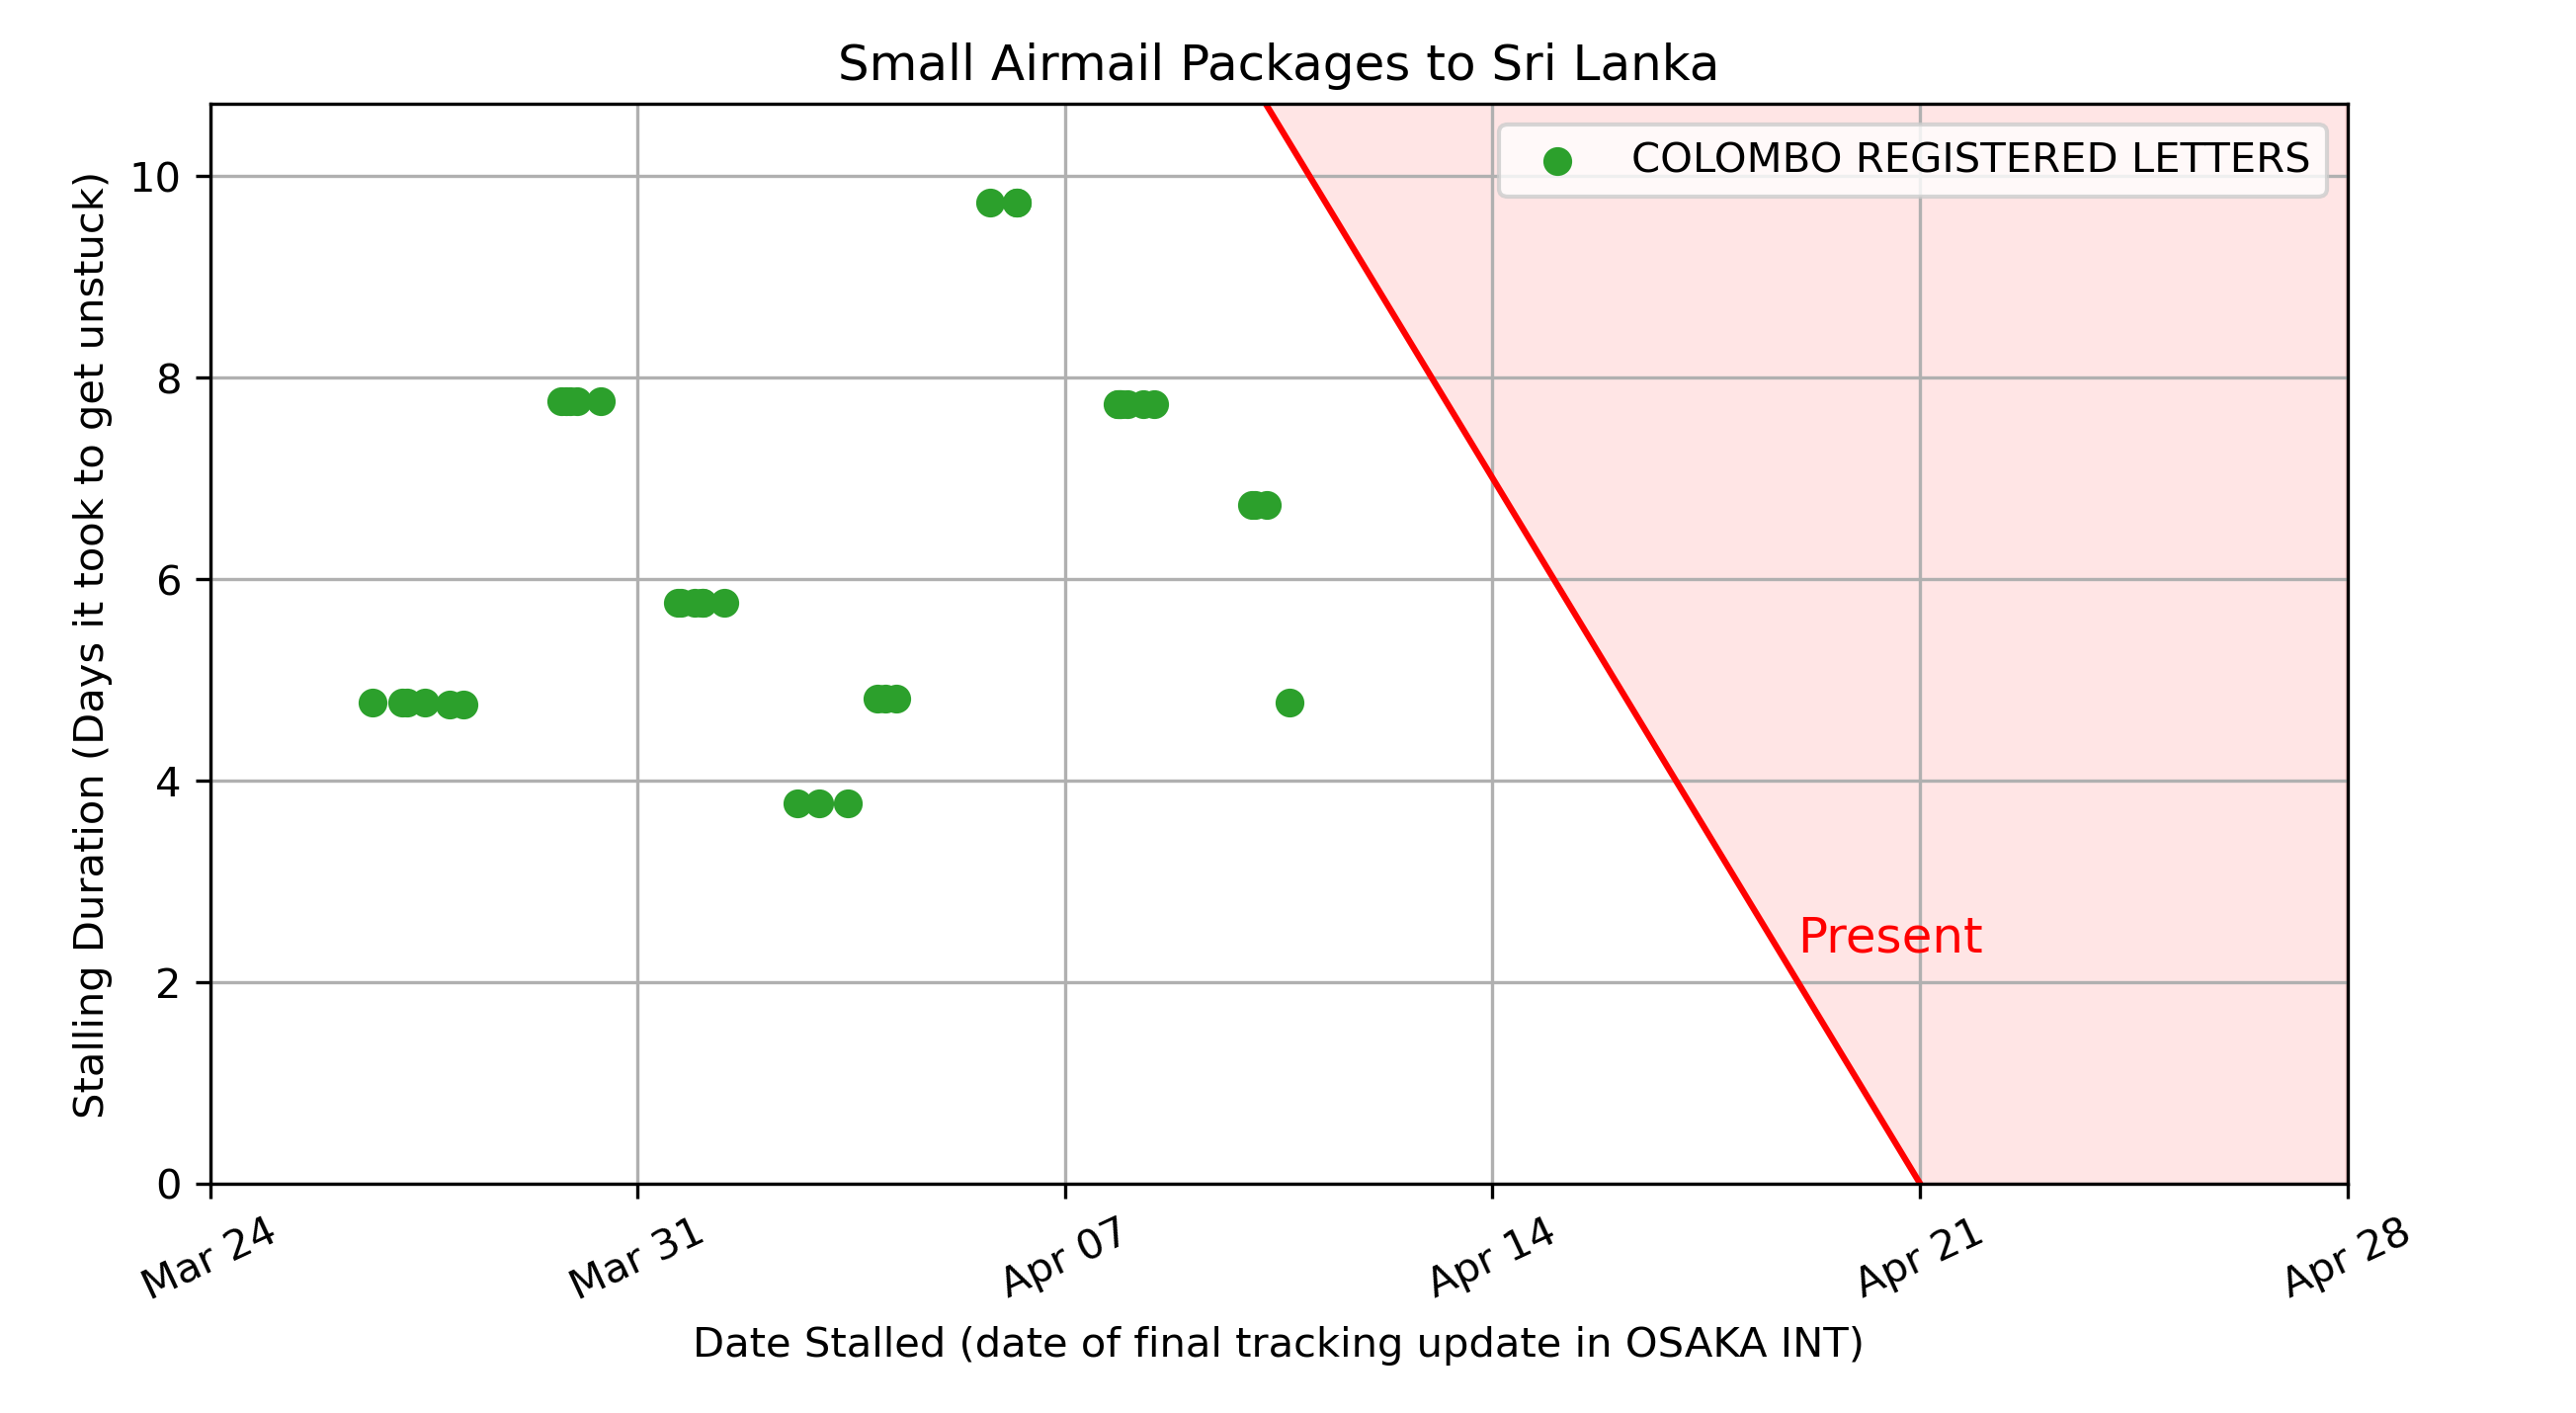 Small Airmail Packages to Sri Lanka
COLOMBO REGISTERED LETTERS
Stalling Duration (Days it took to get unstuck)
10
8
6
4
2
0
Present
Mar 24
Mar 31
Apr 07
Apr 14
Apr 21
Apr 28
Date Stalled (date of final tracking update in OSAKA INT)